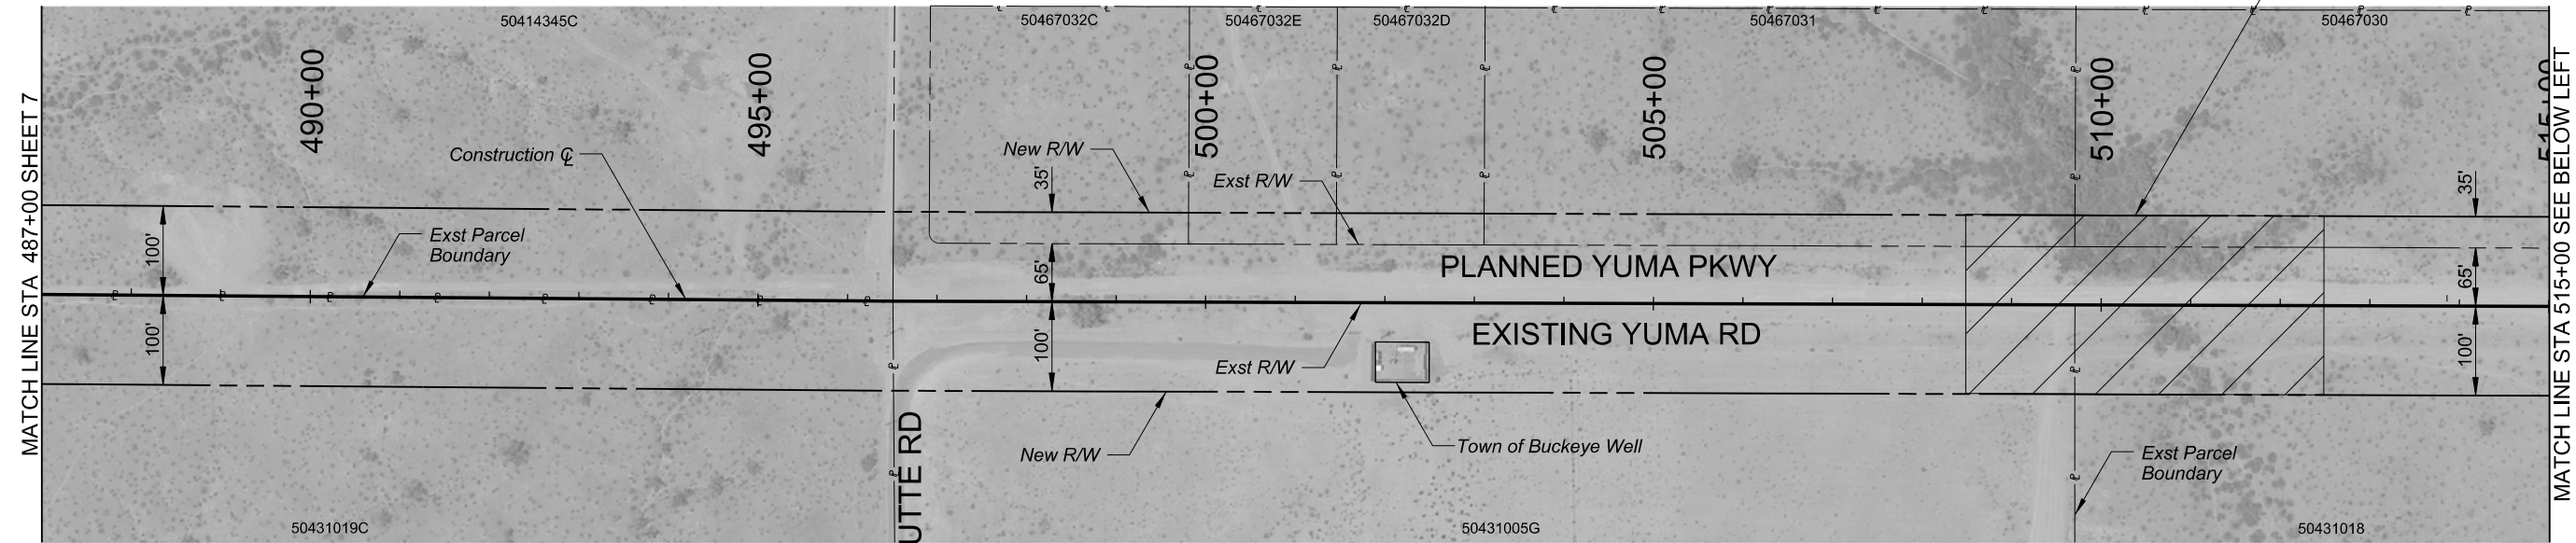 50414345C
50467032C
50467032E
50467032D
50467031
50467030
MATCH LINE STA 487+00 SHEET 7
490+00
495+00
500+00
505+00
510+00
515+00
MATCH LINE STA 515+00 SEE BELOW LEFT
Construction ℄
New R/W
35'
Exst R/W
35'
Exst Parcel
Boundary
100'
65'
PLANNED YUMA PKWY
65'
100'
100'
EXISTING YUMA RD
100'
Exst R/W
New R/W
Town of Buckeye Well
Exst Parcel
Boundary
UTTE RD
50431019C
50431005G
50431018